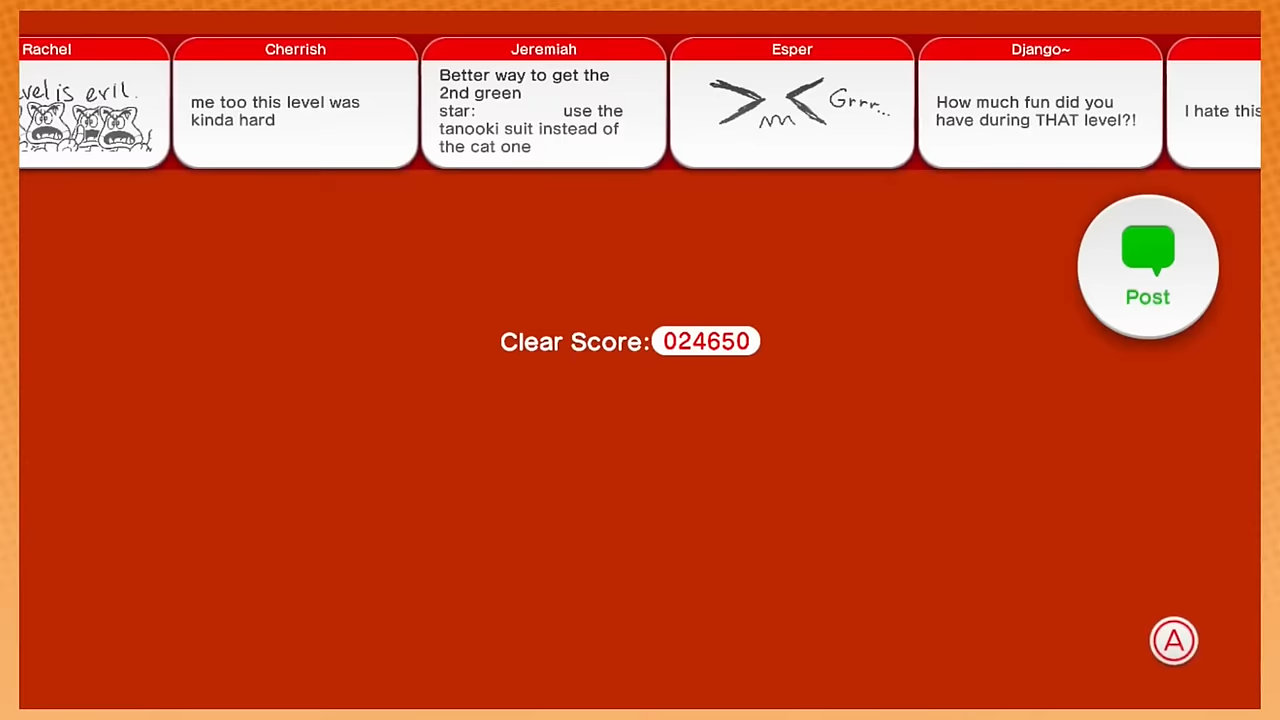 Rachel
vel is evil.
Cherrish
me too this level was
kinda hard
Jeremiah
Better way to get the
2nd green
star: use the
tanooki suit instead of
the cat one
Esper
Grrr...
Django~
How much fun did you
have during THAT level?!
I hate this
Post
Clear Score: 024650
A